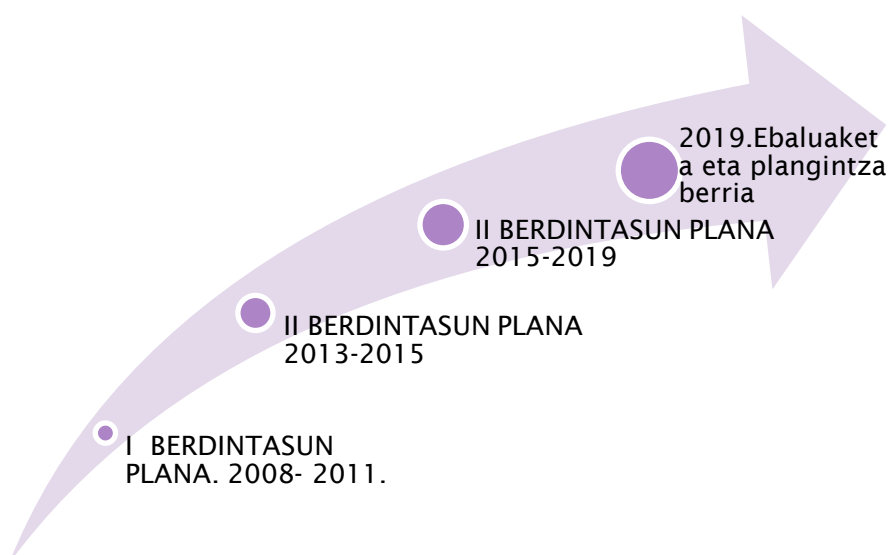 2019.Ebaluaket
a eta plangintza
berria
II BERDINTASUN PLANA
2015-2019
II BERDINTASUN PLANA
2013-2015
I BERDINTASUN
PLANA. 2008- 2011.